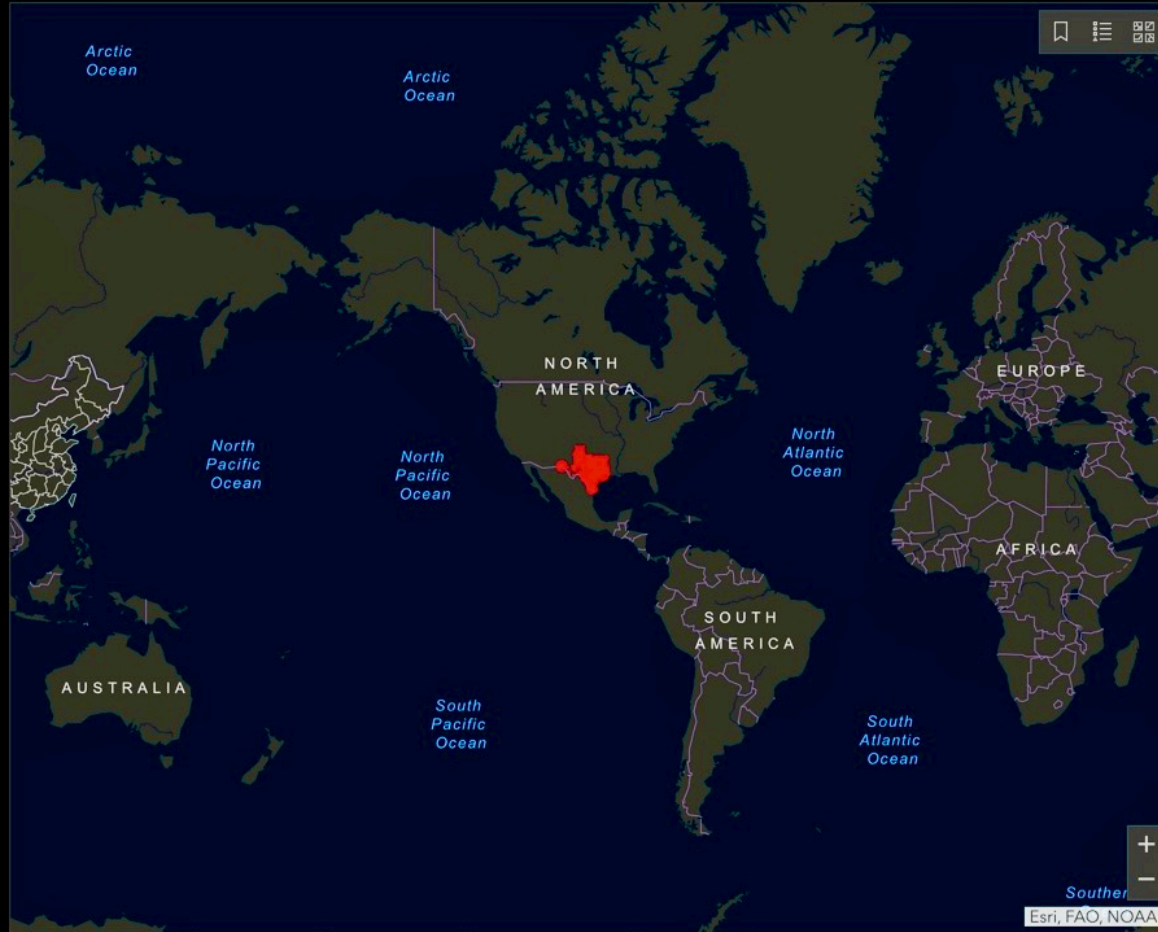 Arctic
Ocean
Arctic
Ocean
NORTH
AMERICA
EUROPE
North
Pacific
Ocean
North
Pacific
Ocean
North
Atlantic
Ocean
AFRICA
SOUTH
AMERICA
AUSTRALIA
South
Pacific
Ocean
South
Atlantic
Ocean
+
−
Souther
Esri, FAO, NOAA